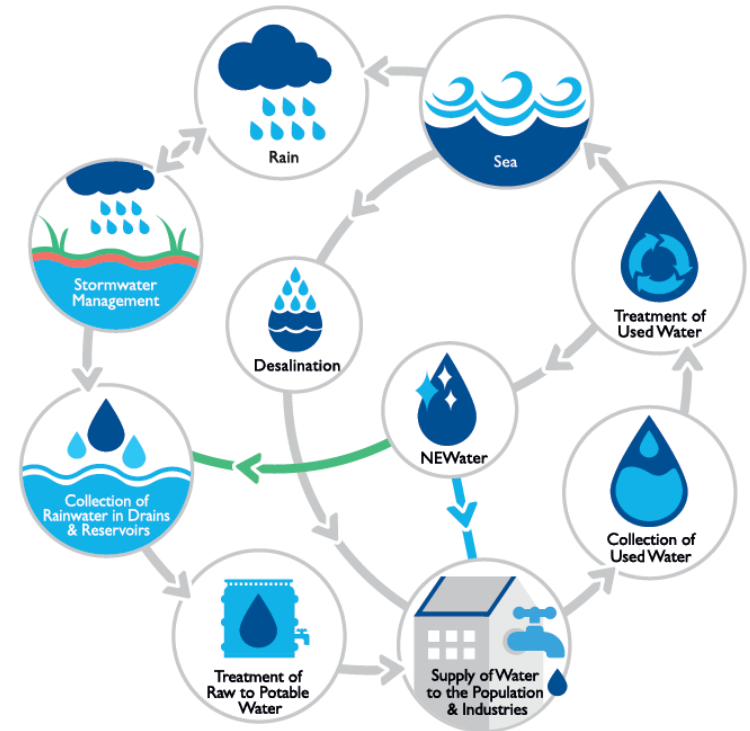 Rain
Sea
Stormwater
Management
Treatment of
Used Water
Desalination
NEWater
Collection of
Rainwater in Drains
& Reservoirs
Collection of
Used Water
Treatment of
Raw to Potable
Water
Supply of Water
to the Population
& Industries